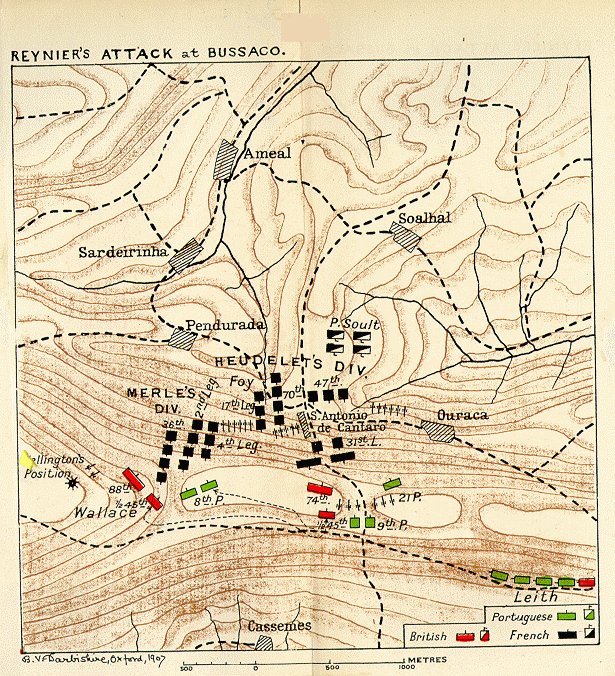 REYNIER'S ATTACK at BUSSACO.
Ameal
Soalhal
Sardeirinha
P. Soult
Pendurada
HEUDELET'S DIV.
Foy
70th
47th
MERLE'S
DIV.
2nd Leg.
17th Leg.
36th
4th Leg.
S. Antonio
de Cantaro
31st L.
Ouraca
Wellington's
Position
88th
½ 45th
Wallace
8th P.
74th
21 P.
½ 45th
9th P.
Leith
Cassemes
Portuguese
British
French
B. V. Darbishire, Oxford, 1907
500 0 500 1000 METRES